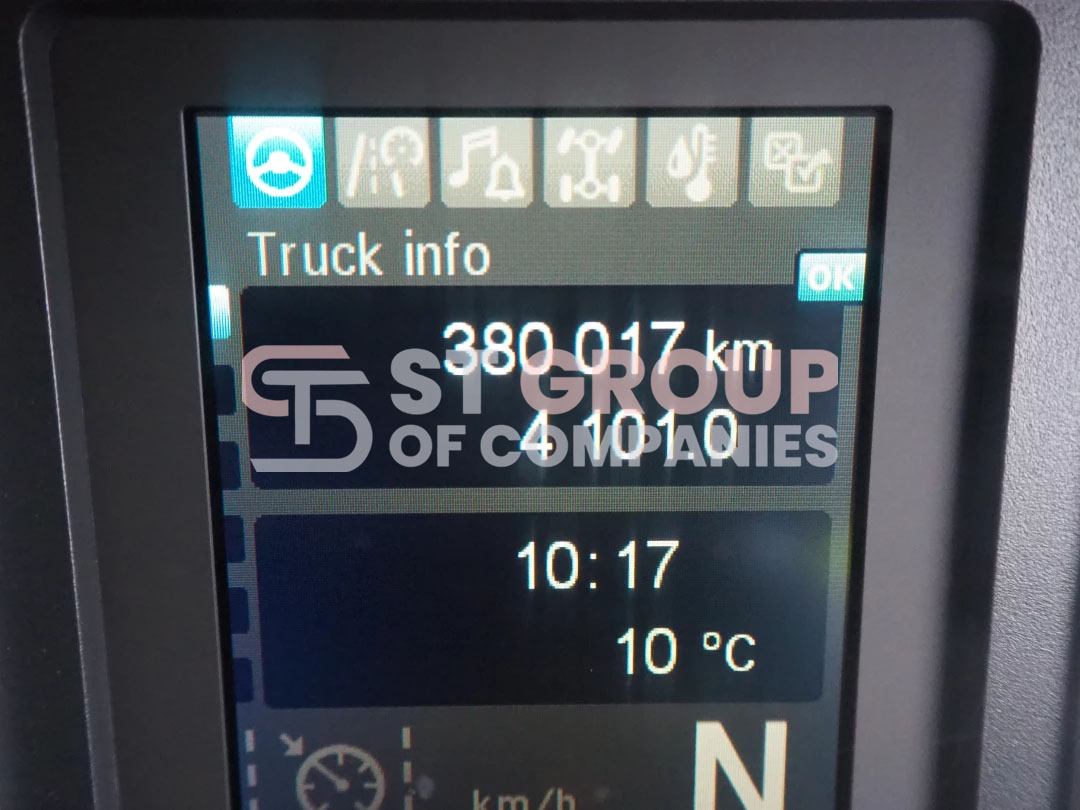 Truck info
OK
380 017 km
ST GROUP
4 101.0
OF COMPANIES
10:17
10 °C
N
km/h